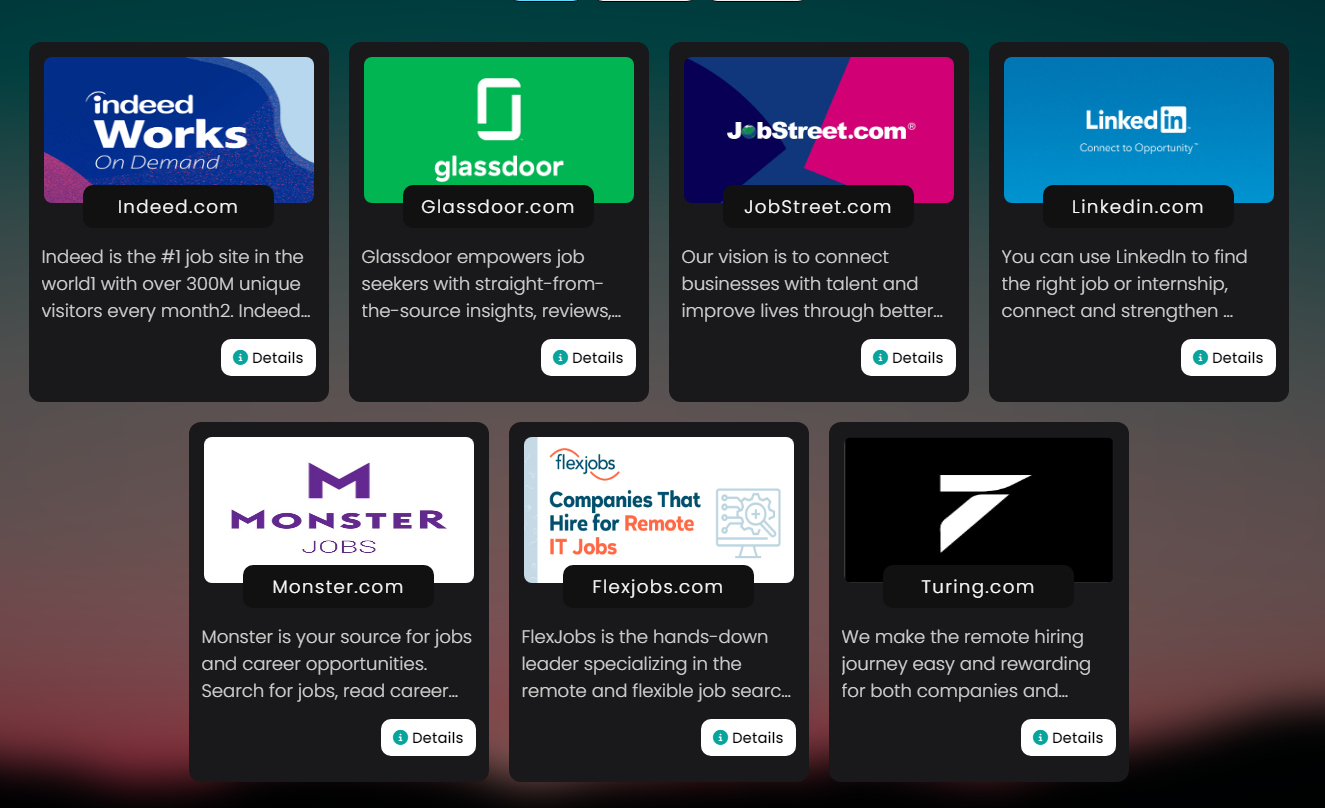 indeed
Works
On Demand
Indeed.com
Indeed is the #1 job site in the
world1 with over 300M unique
visitors every month2. Indeed...
Details
glassdoor
Glassdoor.com
Glassdoor empowers job
seekers with straight-from-
the-source insights, reviews,...
Details
JobStreet.com®
JobStreet.com
Our vision is to connect
businesses with talent and
improve lives through better...
Details
Linked in
Connect to Opportunity™
Linkedin.com
You can use LinkedIn to find
the right job or internship,
connect and strengthen ...
Details
MONSTER
JOBS
Monster.com
Monster is your source for jobs
and career opportunities.
Search for jobs, read career...
Details
flexjobs
Companies That
Hire for Remote
IT Jobs
Flexjobs.com
FlexJobs is the hands-down
leader specializing in the
remote and flexible job searc...
Details
Turing.com
We make the remote hiring
journey easy and rewarding
for both companies and...
Details